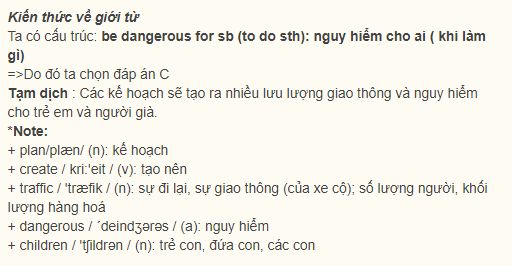 Kiến thức về giới từ
Ta có cấu trúc: be dangerous for sb (to do sth): nguy hiểm cho ai ( khi làm
gì)
=>Do đó ta chọn đáp án C
Tạm dịch : Các kế hoạch sẽ tạo ra nhiều lưu lượng giao thông và nguy hiểm
cho trẻ em và người già.
*Note:
+ plan/plæn/ (n): kế hoạch
+ create / kri:'eit / (v): tạo nên
+ traffic / 'træfik / (n): sự đi lại, sự giao thông (của xe cộ); số lượng người, khối
lượng hàng hoá
+ dangerous / ´deindʒərəs / (a): nguy hiểm
+ children / 'tʃildrən / (n): trẻ con, đứa con, các con